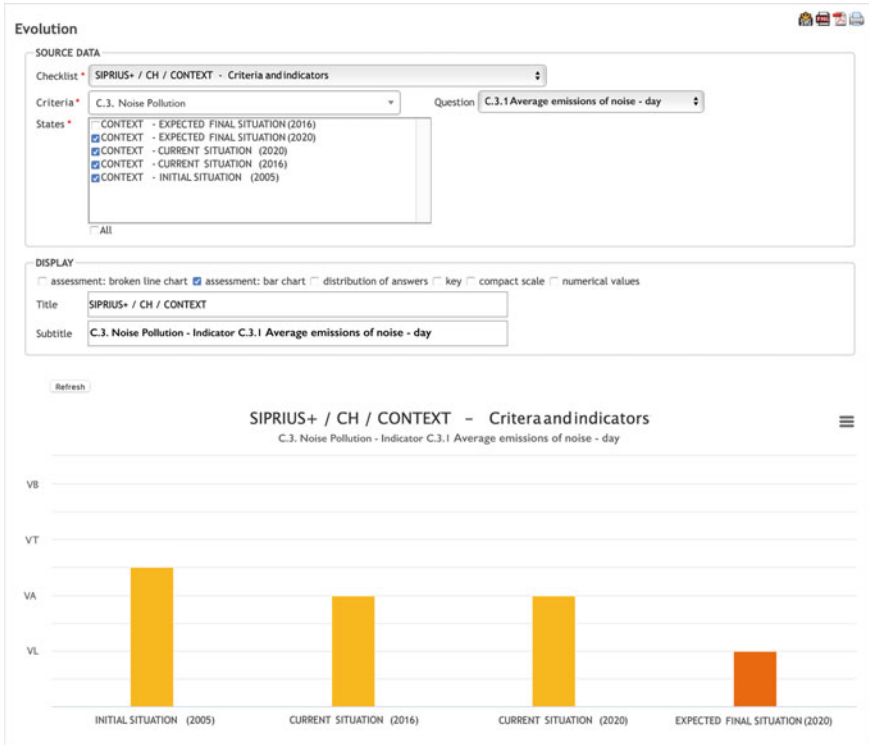 Evolution
SOURCE DATA
Checklist * SIPRIUS+ / CH / CONTEXT - Criteria and indicators
Criteria * C.3. Noise Pollution Question C.3.1 Average emissions of noise - day
States * CONTEXT - EXPECTED FINAL SITUATION (2016)
CONTEXT - EXPECTED FINAL SITUATION (2020)
CONTEXT - CURRENT SITUATION (2020)
CONTEXT - CURRENT SITUATION (2016)
CONTEXT - INITIAL SITUATION (2005)
All
DISPLAY
assessment: broken line chart assessment: bar chart distribution of answers key compact scale numerical values
Title SIPRIUS+ / CH / CONTEXT
Subtitle C.3. Noise Pollution - Indicator C.3.1 Average emissions of noise - day
Refresh
SIPRIUS+ / CH / CONTEXT - Critera and indicators
C.3. Noise Pollution - Indicator C.3.1 Average emissions of noise - day
VB
VT
VA
VL
INITIAL SITUATION (2005) CURRENT SITUATION (2016) CURRENT SITUATION (2020) EXPECTED FINAL SITUATION (2020)